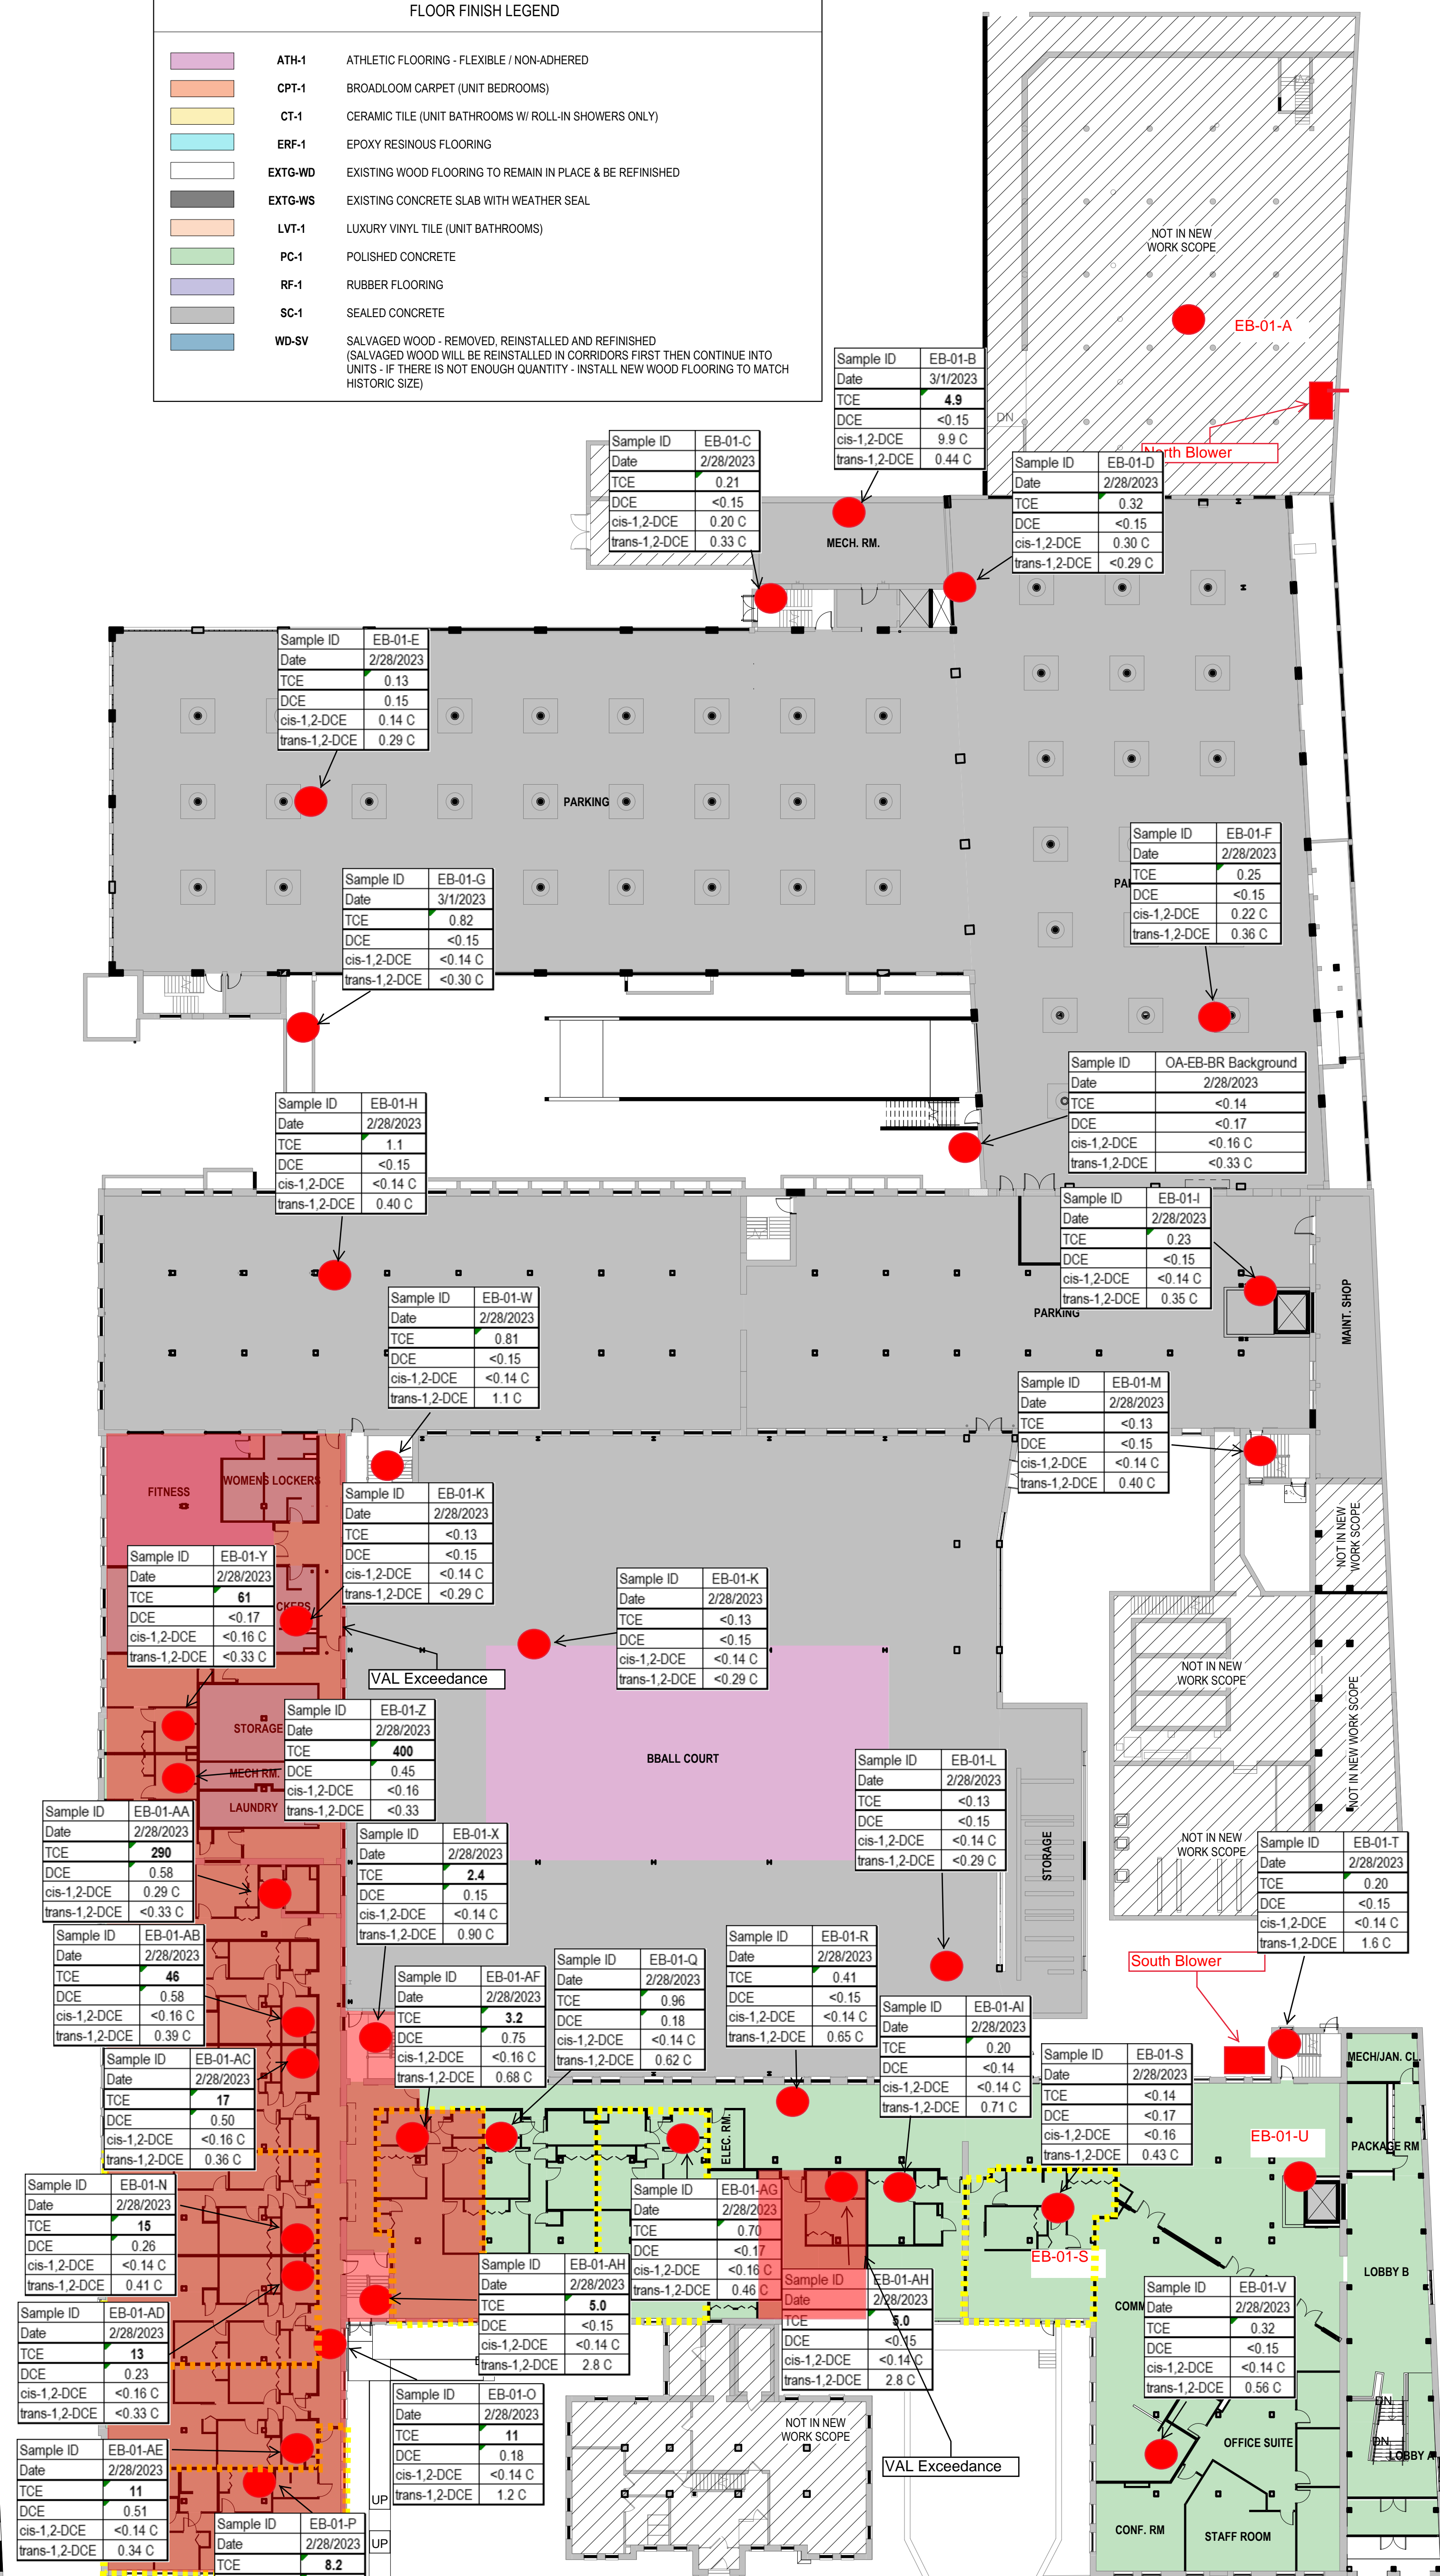 FLOOR FINISH LEGEND
ATH-1 ATHLETIC FLOORING - FLEXIBLE / NON-ADHERED
CPT-1 BROADLOOM CARPET (UNIT BEDROOMS)
CT-1 CERAMIC TILE (UNIT BATHROOMS W/ ROLL-IN SHOWERS ONLY)
ERF-1 EPOXY RESINOUS FLOORING
EXTG-WD EXISTING WOOD FLOORING TO REMAIN IN PLACE & BE REFINISHED
EXTG-WS EXISTING CONCRETE SLAB WITH WEATHER SEAL
LVT-1 LUXURY VINYL TILE (UNIT BATHROOMS)
PC-1 POLISHED CONCRETE
RF-1 RUBBER FLOORING
SC-1 SEALED CONCRETE
WD-SV SALVAGED WOOD - REMOVED, REINSTALLED AND REFINISHED
(SALVAGED WOOD WILL BE REINSTALLED IN CORRIDORS FIRST THEN CONTINUE INTO
UNITS - IF THERE IS NOT ENOUGH QUANTITY - INSTALL NEW WOOD FLOORING TO MATCH
HISTORIC SIZE)
NOT IN NEW
WORK SCOPE
EB-01-A
DN
North Blower
Sample ID EB-01-B
Date 3/1/2023
TCE 4.9
DCE <0.15
cis-1,2-DCE 9.9 C
trans-1,2-DCE 0.44 C
Sample ID EB-01-C
Date 2/28/2023
TCE 0.21
DCE <0.15
cis-1,2-DCE 0.20 C
trans-1,2-DCE 0.33 C
Sample ID EB-01-D
Date 2/28/2023
TCE 0.32
DCE <0.15
cis-1,2-DCE 0.30 C
trans-1,2-DCE <0.29 C
MECH. RM.
Sample ID EB-01-E
Date 2/28/2023
TCE 0.13
DCE 0.15
cis-1,2-DCE 0.14 C
trans-1,2-DCE 0.29 C
PARKING
Sample ID EB-01-F
Date 2/28/2023
TCE 0.25
DCE <0.15
cis-1,2-DCE 0.22 C
trans-1,2-DCE 0.36 C
Sample ID EB-01-G
Date 3/1/2023
TCE 0.82
DCE <0.15
cis-1,2-DCE <0.14 C
trans-1,2-DCE <0.30 C
Sample ID OA-EB-BR Background
Date 2/28/2023
TCE <0.14
DCE <0.17
cis-1,2-DCE <0.16 C
trans-1,2-DCE <0.33 C
Sample ID EB-01-H
Date 2/28/2023
TCE 1.1
DCE <0.15
cis-1,2-DCE <0.14 C
trans-1,2-DCE 0.40 C
Sample ID EB-01-I
Date 2/28/2023
TCE 0.23
DCE <0.15
cis-1,2-DCE <0.14 C
trans-1,2-DCE 0.35 C
PARKING
MAINT. SHOP
Sample ID EB-01-W
Date 2/28/2023
TCE 0.81
DCE <0.15
cis-1,2-DCE <0.14 C
trans-1,2-DCE 1.1 C
Sample ID EB-01-M
Date 2/28/2023
TCE <0.13
DCE <0.15
cis-1,2-DCE <0.14 C
trans-1,2-DCE 0.40 C
FITNESS
WOMENS LOCKERS
Sample ID EB-01-K
Date 2/28/2023
TCE <0.13
DCE <0.15
cis-1,2-DCE <0.14 C
trans-1,2-DCE <0.29 C
NOT IN NEW
WORK SCOPE
Sample ID EB-01-Y
Date 2/28/2023
TCE 61
DCE <0.17
cis-1,2-DCE <0.16 C
trans-1,2-DCE <0.33 C
CKERS
Sample ID EB-01-K
Date 2/28/2023
TCE <0.13
DCE <0.15
cis-1,2-DCE <0.14 C
trans-1,2-DCE <0.29 C
VAL Exceedance
NOT IN NEW
WORK SCOPE
NOT IN NEW WORK SCOPE
STORAGE
MECH RM.
LAUNDRY
Sample ID EB-01-Z
Date 2/28/2023
TCE 400
DCE 0.45
cis-1,2-DCE <0.16
trans-1,2-DCE <0.33
BBALL COURT
Sample ID EB-01-L
Date 2/28/2023
TCE <0.13
DCE <0.15
cis-1,2-DCE <0.14 C
trans-1,2-DCE <0.29 C
STORAGE
NOT IN NEW
WORK SCOPE
Sample ID EB-01-AA
Date 2/28/2023
TCE 290
DCE 0.58
cis-1,2-DCE 0.29 C
trans-1,2-DCE <0.33 C
Sample ID EB-01-X
Date 2/28/2023
TCE 2.4
DCE 0.15
cis-1,2-DCE <0.14 C
trans-1,2-DCE 0.90 C
Sample ID EB-01-T
Date 2/28/2023
TCE 0.20
DCE <0.15
cis-1,2-DCE <0.14 C
trans-1,2-DCE 1.6 C
Sample ID EB-01-AB
Date 2/28/2023
TCE 46
DCE 0.58
cis-1,2-DCE <0.16 C
trans-1,2-DCE 0.39 C
Sample ID EB-01-AF
Date 2/28/2023
TCE 3.2
DCE 0.75
cis-1,2-DCE <0.16 C
trans-1,2-DCE 0.68 C
Sample ID EB-01-Q
Date 2/28/2023
TCE 0.96
DCE 0.18
cis-1,2-DCE <0.14 C
trans-1,2-DCE 0.62 C
Sample ID EB-01-R
Date 2/28/2023
TCE 0.41
DCE <0.15
cis-1,2-DCE <0.14 C
trans-1,2-DCE 0.65 C
South Blower
Sample ID EB-01-AI
Date 2/28/2023
TCE 0.20
DCE <0.14
cis-1,2-DCE <0.14 C
trans-1,2-DCE 0.71 C
Sample ID EB-01-S
Date 2/28/2023
TCE <0.14
DCE <0.17
cis-1,2-DCE <0.16
trans-1,2-DCE 0.43 C
MECH/JAN. CL.
Sample ID EB-01-AC
Date 2/28/2023
TCE 17
DCE 0.50
cis-1,2-DCE <0.16 C
trans-1,2-DCE 0.36 C
ELEC. RM.
EB-01-U
PACKAGE RM
Sample ID EB-01-N
Date 2/28/2023
TCE 15
DCE 0.26
cis-1,2-DCE <0.14 C
trans-1,2-DCE 0.41 C
Sample ID EB-01-AG
Date 2/28/2023
TCE 0.70
DCE <0.17
cis-1,2-DCE <0.16 C
trans-1,2-DCE 0.46 C
EB-01-S
LOBBY B
Sample ID EB-01-AH
Date 2/28/2023
TCE 5.0
DCE <0.15
cis-1,2-DCE <0.14 C
trans-1,2-DCE 2.8 C
Sample ID EB-01-AH
Date 2/28/2023
TCE 5.0
DCE <0.15
cis-1,2-DCE <0.14 C
trans-1,2-DCE 2.8 C
COMM
Sample ID EB-01-V
Date 2/28/2023
TCE 0.32
DCE <0.15
cis-1,2-DCE <0.14 C
trans-1,2-DCE 0.56 C
Sample ID EB-01-AD
Date 2/28/2023
TCE 13
DCE 0.23
cis-1,2-DCE <0.16 C
trans-1,2-DCE <0.33 C
Sample ID EB-01-O
Date 2/28/2023
TCE 11
DCE 0.18
cis-1,2-DCE <0.14 C
trans-1,2-DCE 1.2 C
NOT IN NEW
WORK SCOPE
VAL Exceedance
OFFICE SUITE
DN
DN
LOBBY A
Sample ID EB-01-AE
Date 2/28/2023
TCE 11
DCE 0.51
cis-1,2-DCE <0.14 C
trans-1,2-DCE 0.34 C
UP
UP
CONF. RM
STAFF ROOM
Sample ID EB-01-P
Date 2/28/2023
TCE 8.2